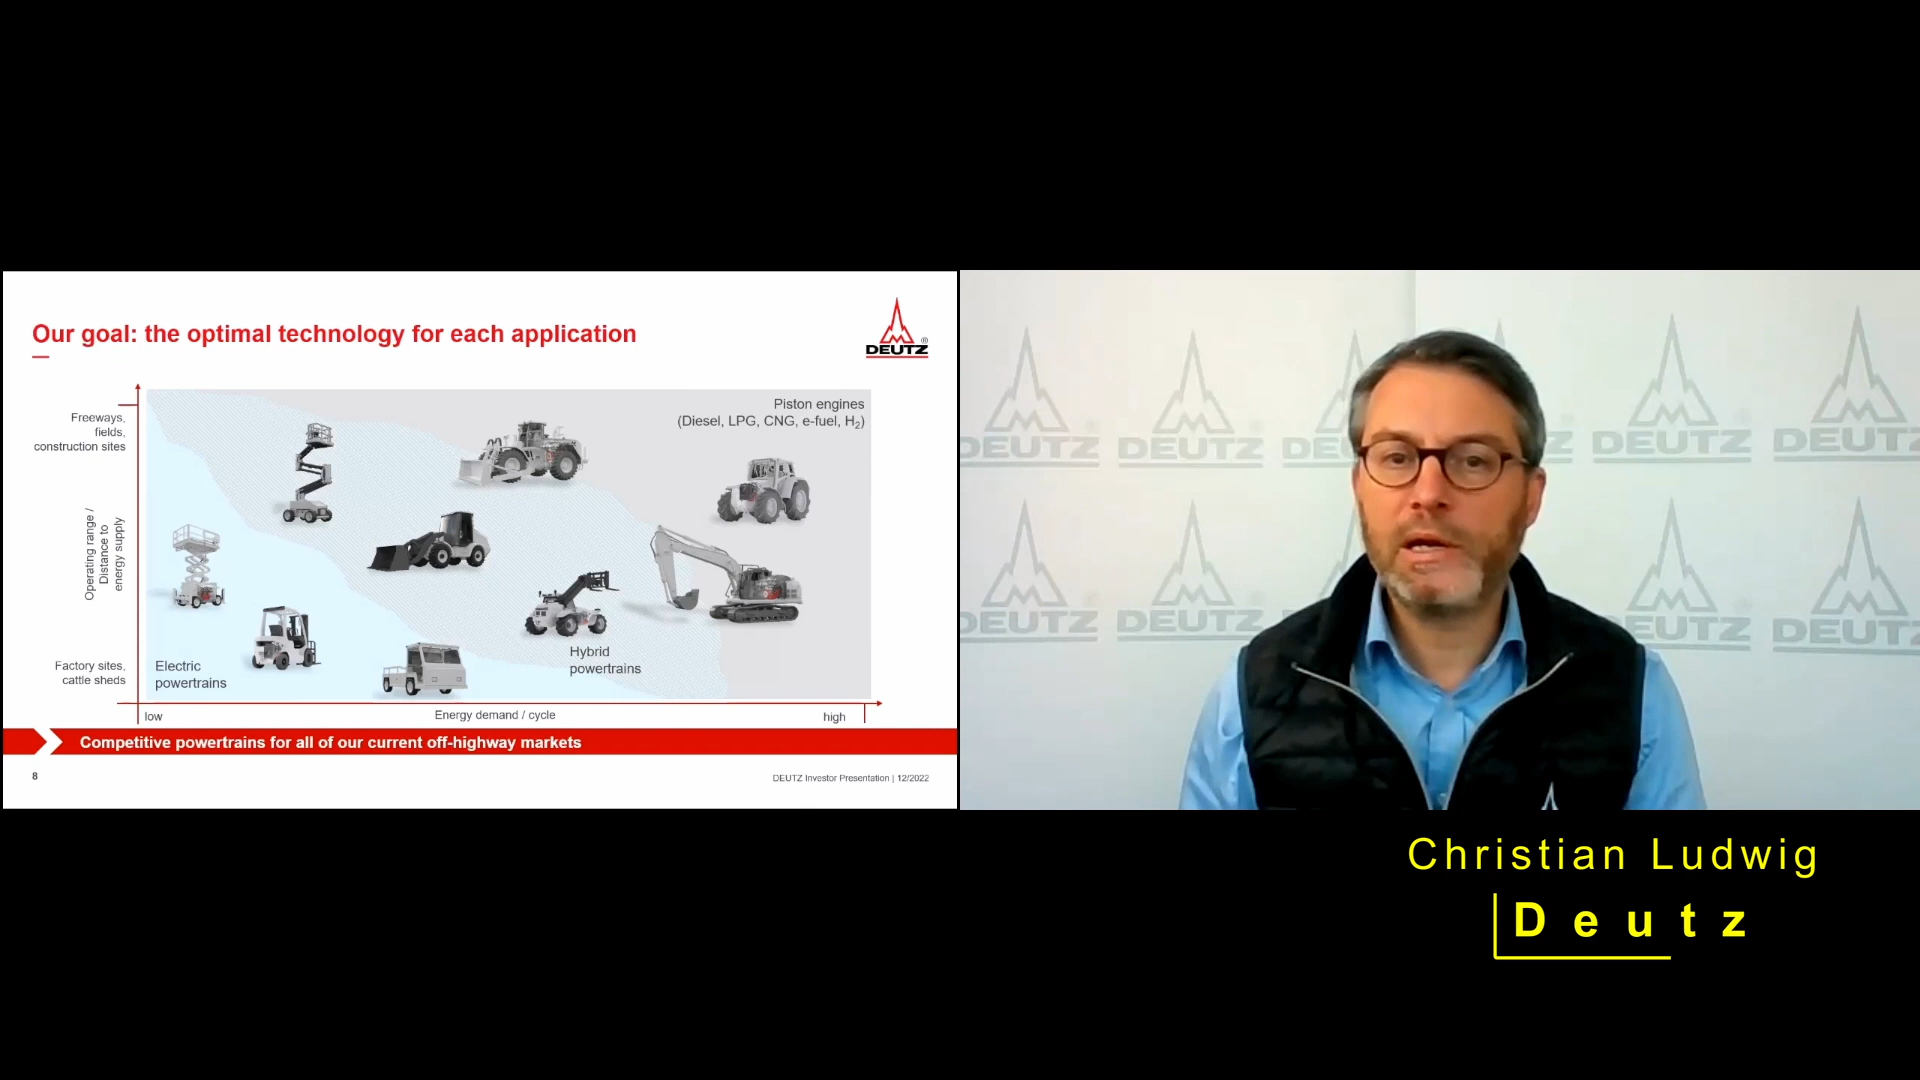 Our goal: the optimal technology for each application
DEUTZ
®
Freeways,
fields,
construction sites
Piston engines
(Diesel, LPG, CNG, e-fuel, H₂)
Operating range /
Distance to
energy supply
Factory sites,
cattle sheds
Electric
powertrains
Hybrid
powertrains
low
Energy demand / cycle
high
Competitive powertrains for all of our current off-highway markets
8
DEUTZ Investor Presentation | 12/2022
DEUTZ DEUTZ DEUTZ DEUTZ
DEUTZ DEUTZ DEUTZ DEUTZ
Christian Ludwig
Deutz